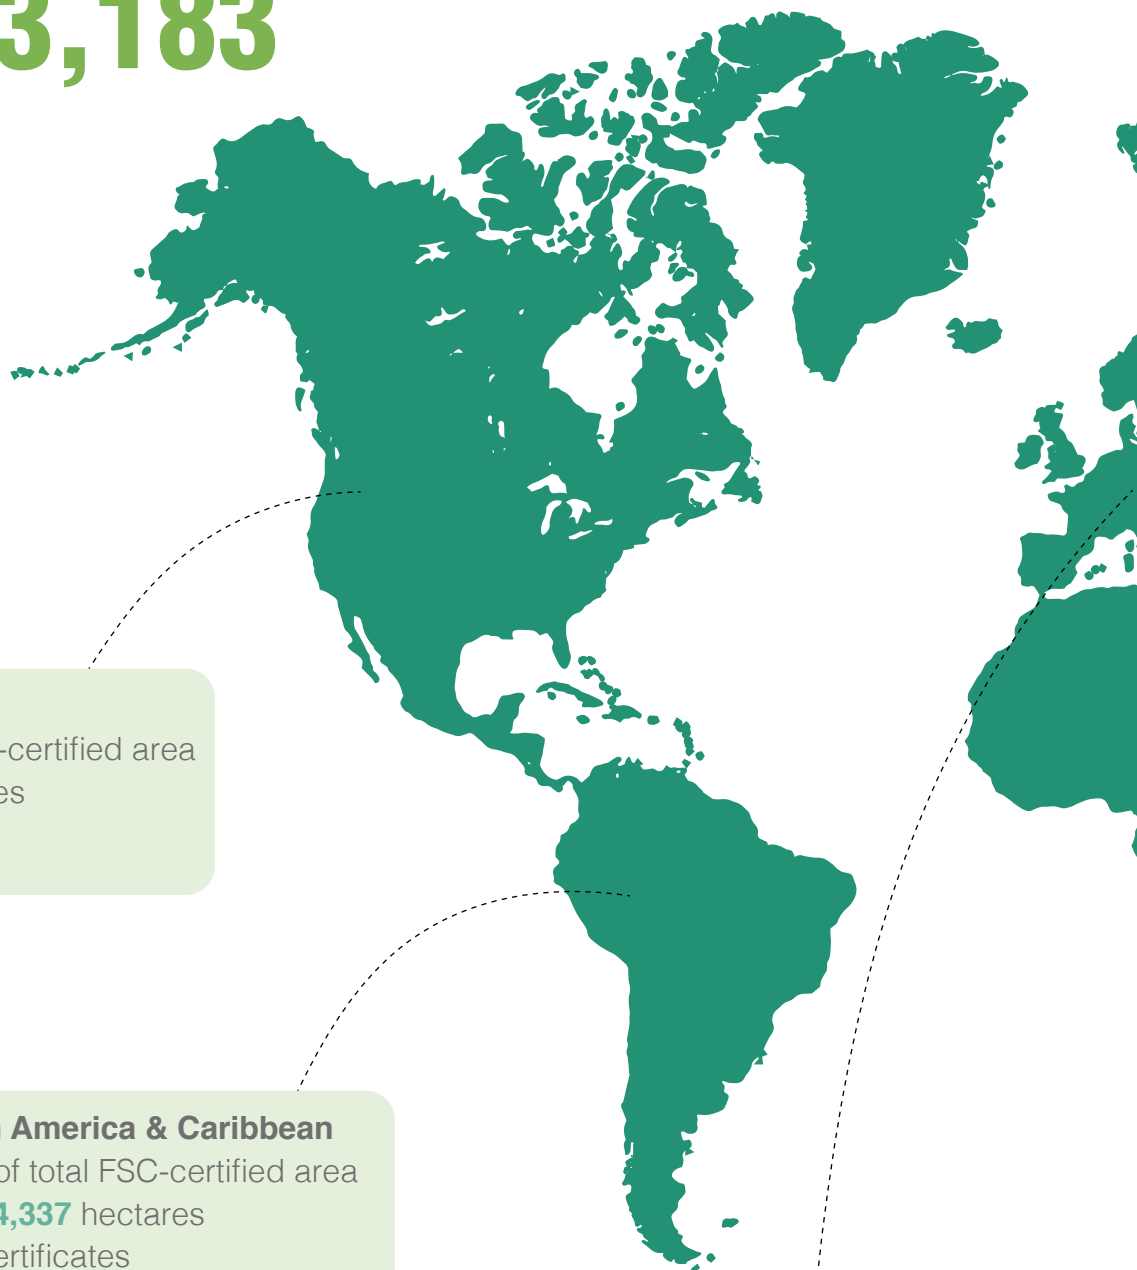 3,183
-certified area
es
America & Caribbean
of total FSC-certified area
4,337 hectares
ertificates